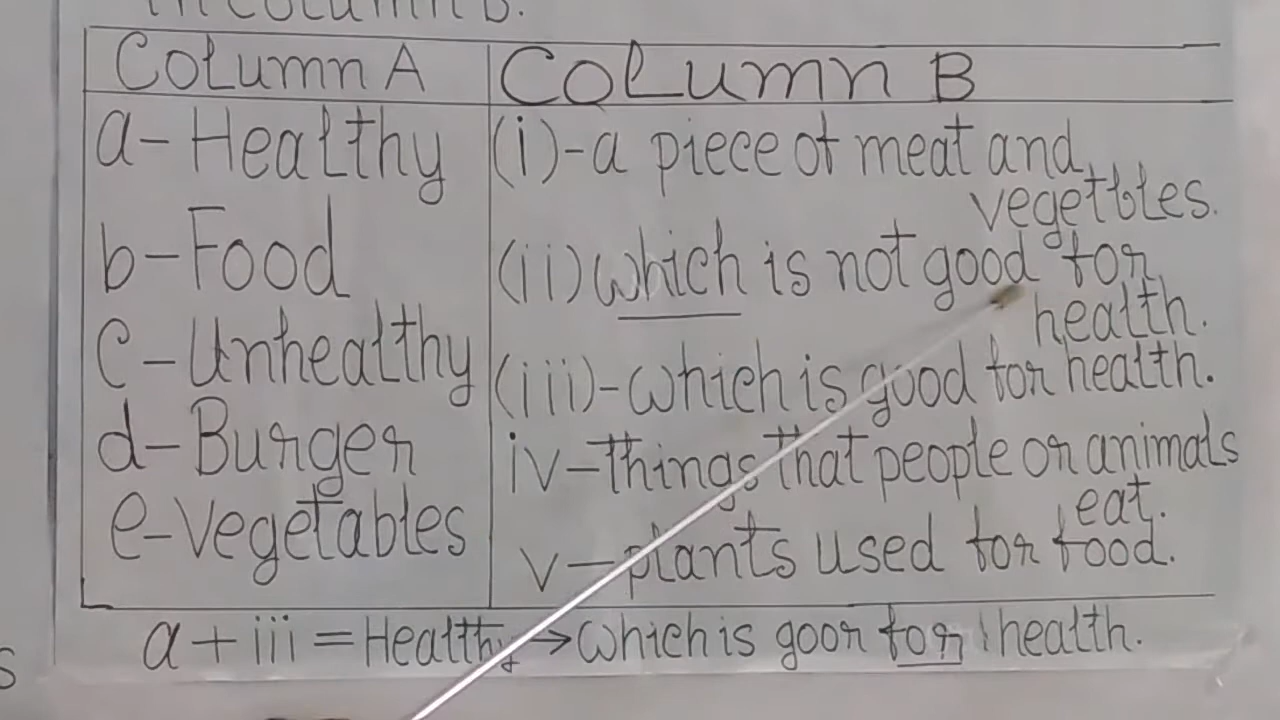 in column B.
Column A Column B
a-Healthy (i)-a piece of meat and
vegetbles.
b-Food (ii) which is not good for
health.
c-Unhealthy (iii)-which is good for health.
d-Burger iv-things that people or animals
eat.
e-Vegetables v-plants used for food.
a+iii=Healthy→which is goor for health.
s